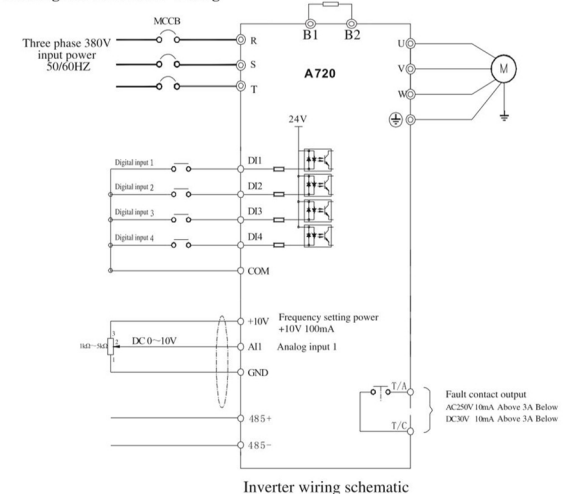 MCCB
B1 B2
Three phase 380V
input power
50/60HZ
R
S
T
A720
U
V
W
M
24V
Digital input 1
DI1
Digital input 2
DI2
Digital input 3
DI3
Digital input 4
DI4
COM
+10V
Frequency setting power
+10V 100mA
3
1kΩ~5kΩ
2
1
DC 0~10V
AI1
Analog input 1
GND
T/A
Fault contact output
AC250V 10mA Above 3A Below
DC30V 10mA Above 3A Below
T/C
485+
485-
Inverter wiring schematic